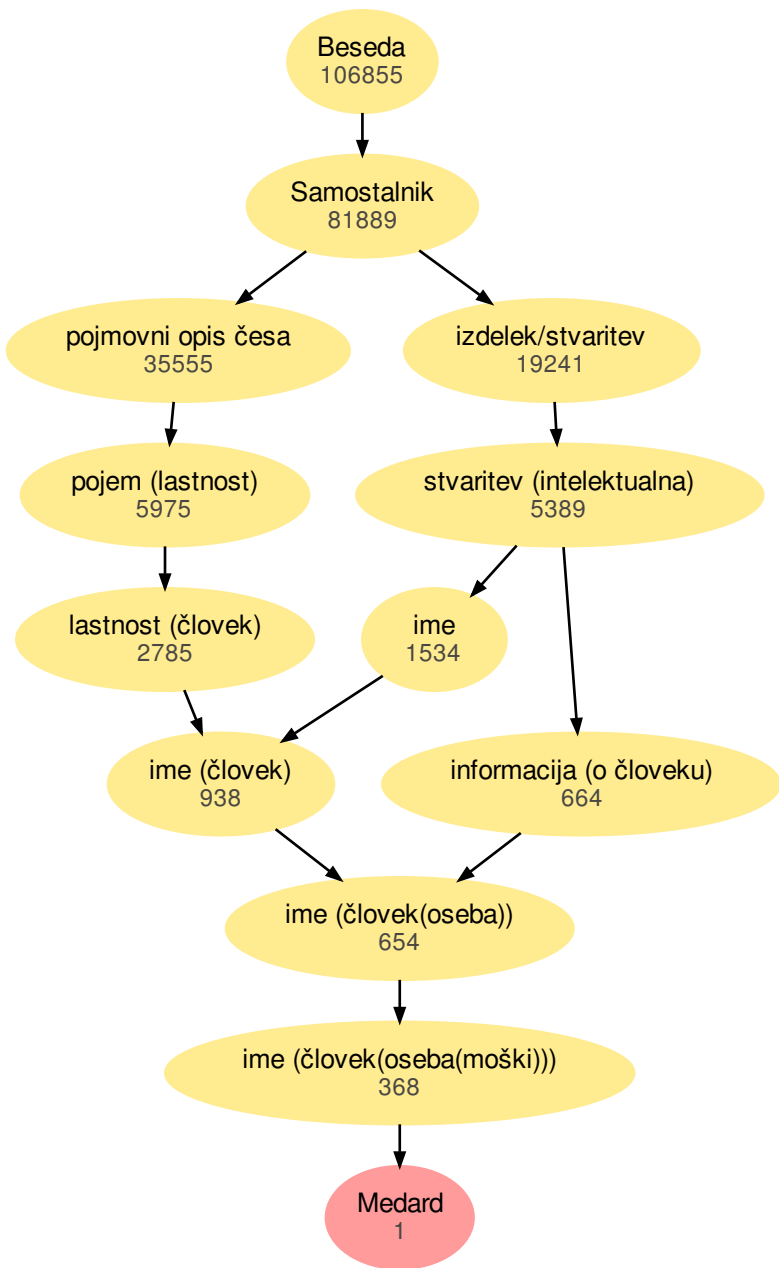 Beseda
106855
Samostalnik
81889
pojmovni opis česa
35555
izdelek/stvaritev
19241
pojem (lastnost)
5975
stvaritev (intelektualna)
5389
lastnost (človek)
2785
ime
1534
ime (človek)
938
informacija (o človeku)
664
ime (človek(oseba))
654
ime (človek(oseba(moški)))
368
Medard
1